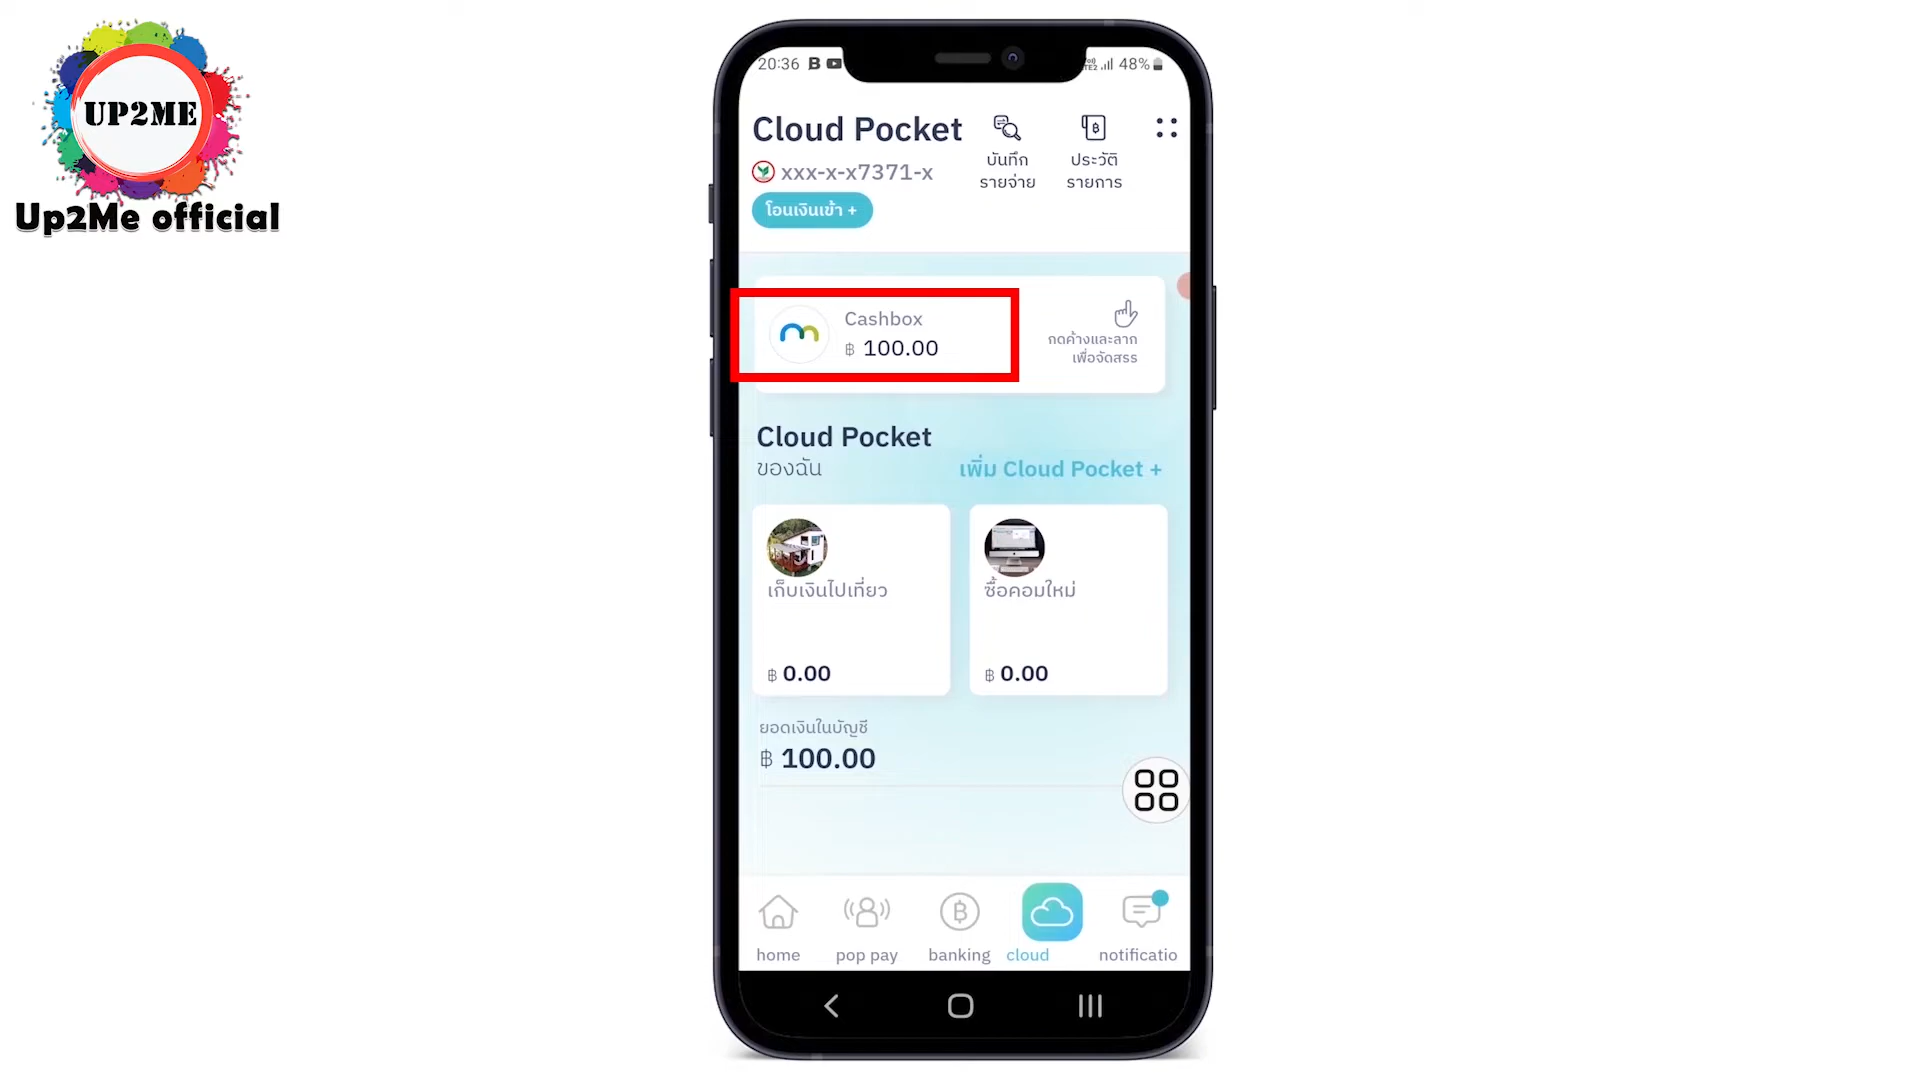 UP2ME
Up2Me official
20:36
48%
Cloud Pocket
xxx-x-x7371-x
โอนเงินเข้า +
บันทึก
รายจ่าย
ประวัติ
รายการ
Cashbox
฿ 100.00
กดค้างและลาก
เพื่อจัดสรร
Cloud Pocket
ของฉัน
เพิ่ม Cloud Pocket +
เก็บเงินไปเที่ยว
฿ 0.00
ซื้อคอมใหม่
฿ 0.00
ยอดเงินในบัญชี
฿ 100.00
home
pop pay
banking
cloud
notificatio